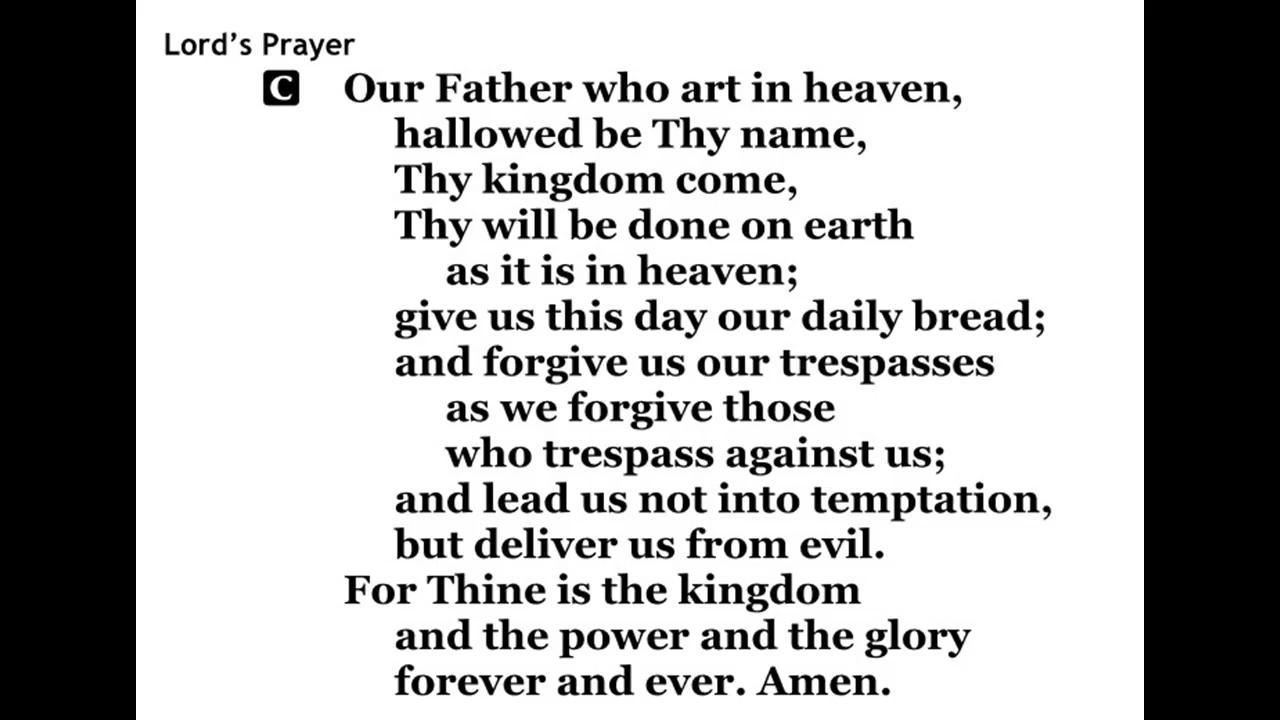 Lord's Prayer
C Our Father who art in heaven,
hallowed be Thy name,
Thy kingdom come,
Thy will be done on earth
as it is in heaven;
give us this day our daily bread;
and forgive us our trespasses
as we forgive those
who trespass against us;
and lead us not into temptation,
but deliver us from evil.
For Thine is the kingdom
and the power and the glory
forever and ever. Amen.